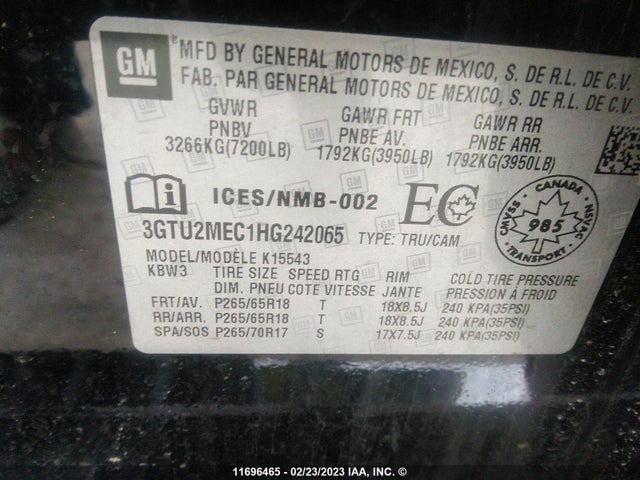 GM
MFD BY GENERAL MOTORS DE MEXICO, S. DE R.L. DE C.V.
FAB. PAR GENERAL MOTORS DE MEXICO, S. DE R.L. DE C.V.
GVWR GAWR FRT GAWR RR
PNBV PNBE AV. PNBE ARR.
3266KG(7200LB) 1792KG(3950LB) 1792KG(3950LB)
ICES/NMB-002 EC
CANADA
CMVSS 985 NSVAC
TRANSPORT
3GTU2MEC1HG242065 TYPE: TRU/CAM
MODEL/MODÈLE K15543
KBW3 TIRE SIZE SPEED RTG RIM COLD TIRE PRESSURE
DIM. PNEU COTE VITESSE JANTE PRESSION À FROID
FRT/AV. P265/65R18 T 18X8.5J 240 KPA(35PSI)
RR/ARR. P265/65R18 T 18X8.5J 240 KPA(35PSI)
SPA/SOS P265/70R17 S 17X7.5J 240 KPA(35PSI)
11696465 - 02/23/2023 IAA, INC. ©